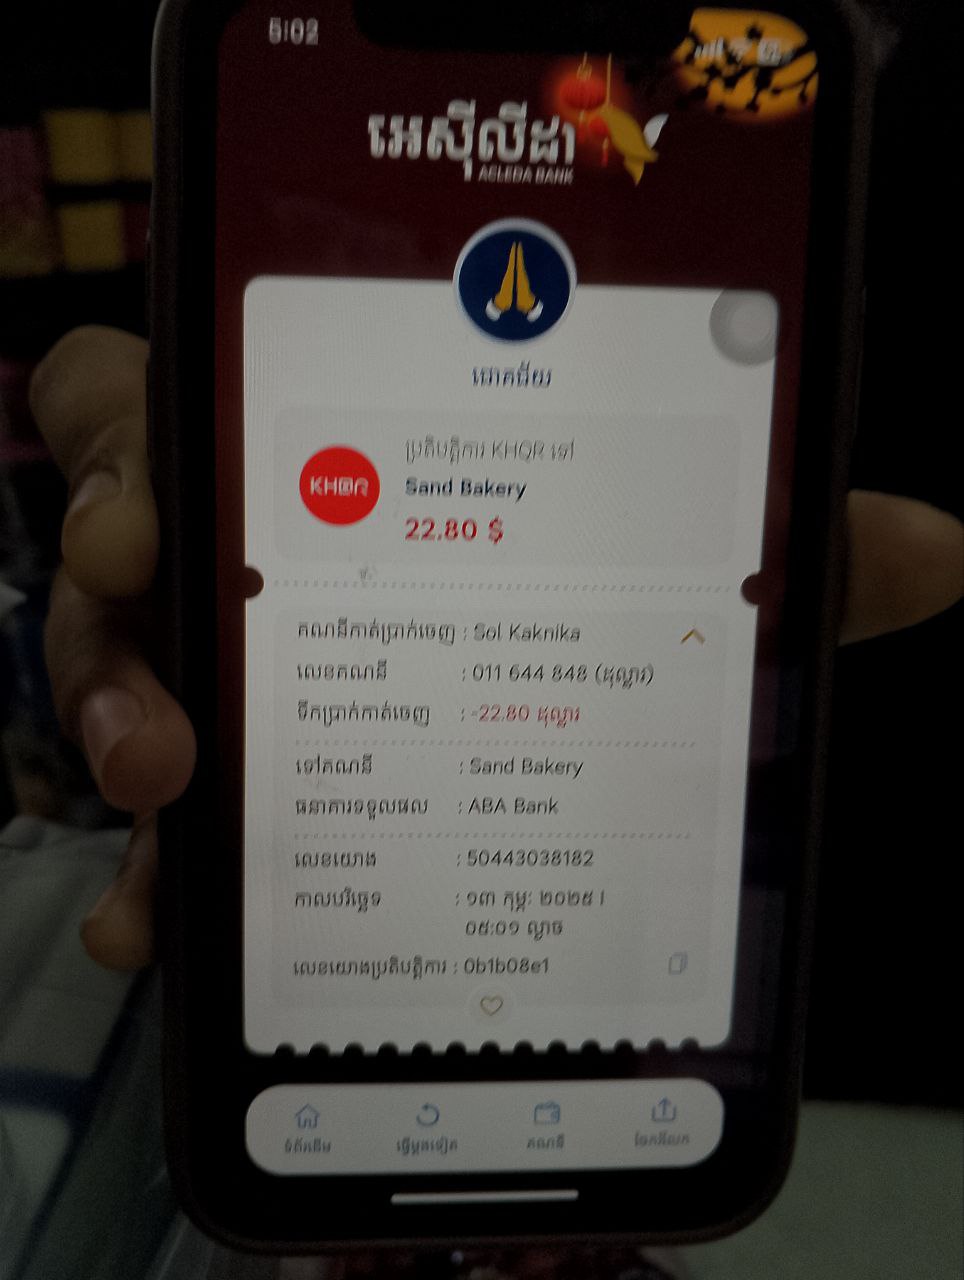 5:02
អេស៊ីលីដា
ACLEDA BANK
ជោគជ័យ
ប្រតិបត្តិការ KHQR ទៅ
KHQR
Sand Bakery
22.80 $
គណនីកាត់ប្រាក់ចេញ : Sol Kaknika
លេខគណនី : 011 644 848 (ដុល្លារ)
ទឹកប្រាក់កាត់ចេញ : -22.80 ដុល្លារ
ទៅគណនី : Sand Bakery
ធនាគារទទួលផល : ABA Bank
លេខយោង : 50443038182
កាលបរិច្ឆេទ : ១៣ កុម្ភៈ ២០២៥ ។
០៥:០១ ល្ងាច
លេខយោងប្រតិបត្តិការ : 0b1b08e1
ទំព័រដើម ធ្វើម្តងទៀត គណនី ចែករំលែក